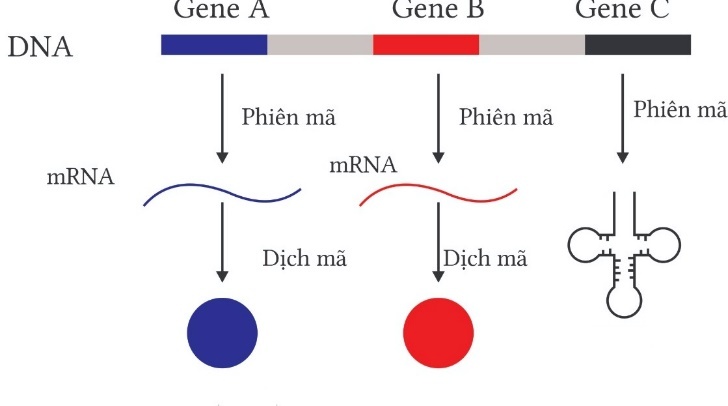 Gene A
Gene B
Gene C
DNA
Phiên mã
Phiên mã
Phiên mã
mRNA
mRNA
Dịch mã
Dịch mã